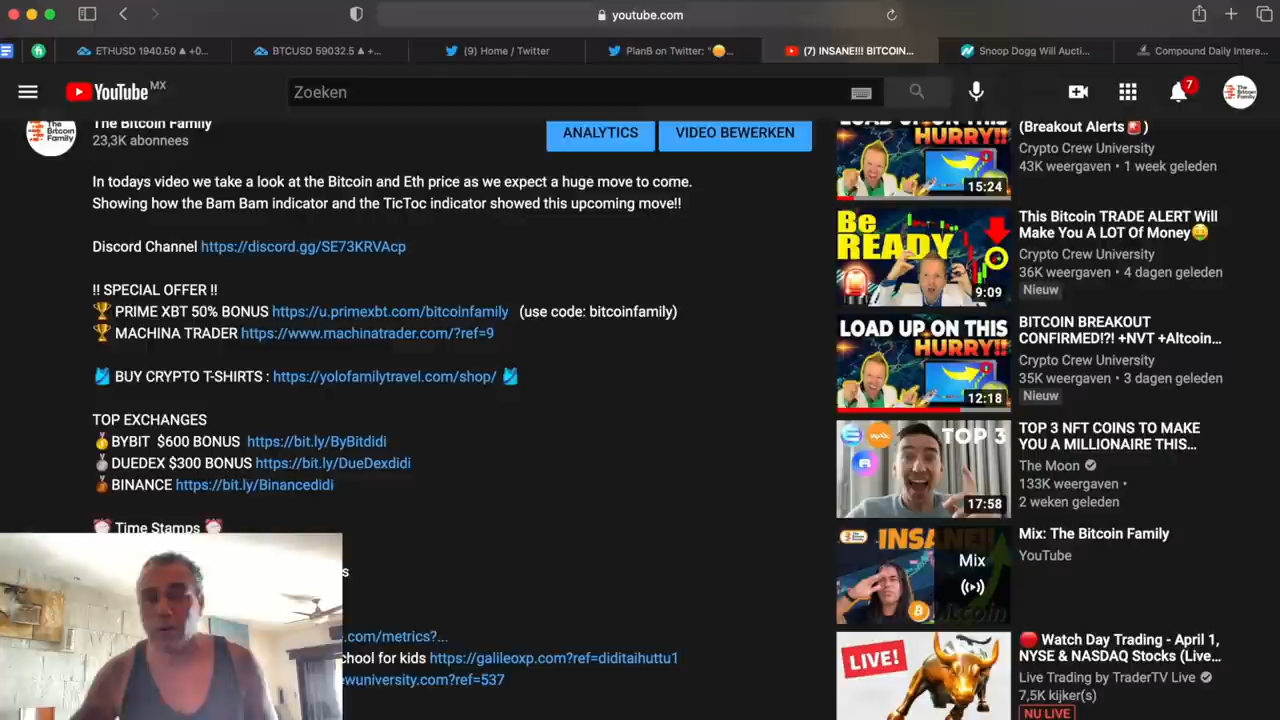 youtube.com
ETHUSD 1940.50 ▲ +0...
BTCUSD 59032.5 ▲ +...
(9) Home / Twitter
PlanB on Twitter: "🟠...
(7) INSANE!!! BITCOIN...
Snoop Dogg Will Aucti...
Compound Daily Intere...
YouTube MX
Zoeken
7
The Bitcoin Family
The Bitcoin Family
23,3K abonnees
ANALYTICS
VIDEO BEWERKEN
In todays video we take a look at the Bitcoin and Eth price as we expect a huge move to come.
Showing how the Bam Bam indicator and the TicToc indicator showed this upcoming move!!
Discord Channel https://discord.gg/SE73KRVAcp
!! SPECIAL OFFER !!
🏆 PRIME XBT 50% BONUS https://u.primexbt.com/bitcoinfamily (use code: bitcoinfamily)
🏆 MACHINA TRADER https://www.machinatrader.com/?ref=9
🎽 BUY CRYPTO T-SHIRTS : https://yolofamilytravel.com/shop/ 🎽
TOP EXCHANGES
🥇BYBIT $600 BONUS https://bit.ly/ByBitdidi
🥈DUEDEX $300 BONUS https://bit.ly/DueDexdidi
🥉BINANCE https://bit.ly/Binancedidi
⏰ Time Stamps ⏰
s
.com/metrics?...
chool for kids https://galileoxp.com?ref=diditaihuttu1
ewuniversity.com?ref=537
LOAD UP ON THIS
HURRY!!
15:24
(Breakout Alerts🚨)
Crypto Crew University
43K weergaven • 1 week geleden
Be
READY
9:09
This Bitcoin TRADE ALERT Will
Make You A LOT Of Money🤑
Crypto Crew University
36K weergaven • 4 dagen geleden
Nieuw
LOAD UP ON THIS
HURRY!!
12:18
BITCOIN BREAKOUT
CONFIRMED!?! +NVT +Altcoin...
Crypto Crew University
35K weergaven • 3 dagen geleden
Nieuw
TOP 3
17:58
TOP 3 NFT COINS TO MAKE
YOU A MILLIONAIRE THIS...
The Moon
133K weergaven •
2 weken geleden
INSANE
Mix
Bitcoin
Mix: The Bitcoin Family
YouTube
LIVE!
🔴 Watch Day Trading - April 1,
NYSE & NASDAQ Stocks (Live...
Live Trading by TraderTV Live
7,5K kijker(s)
NU LIVE